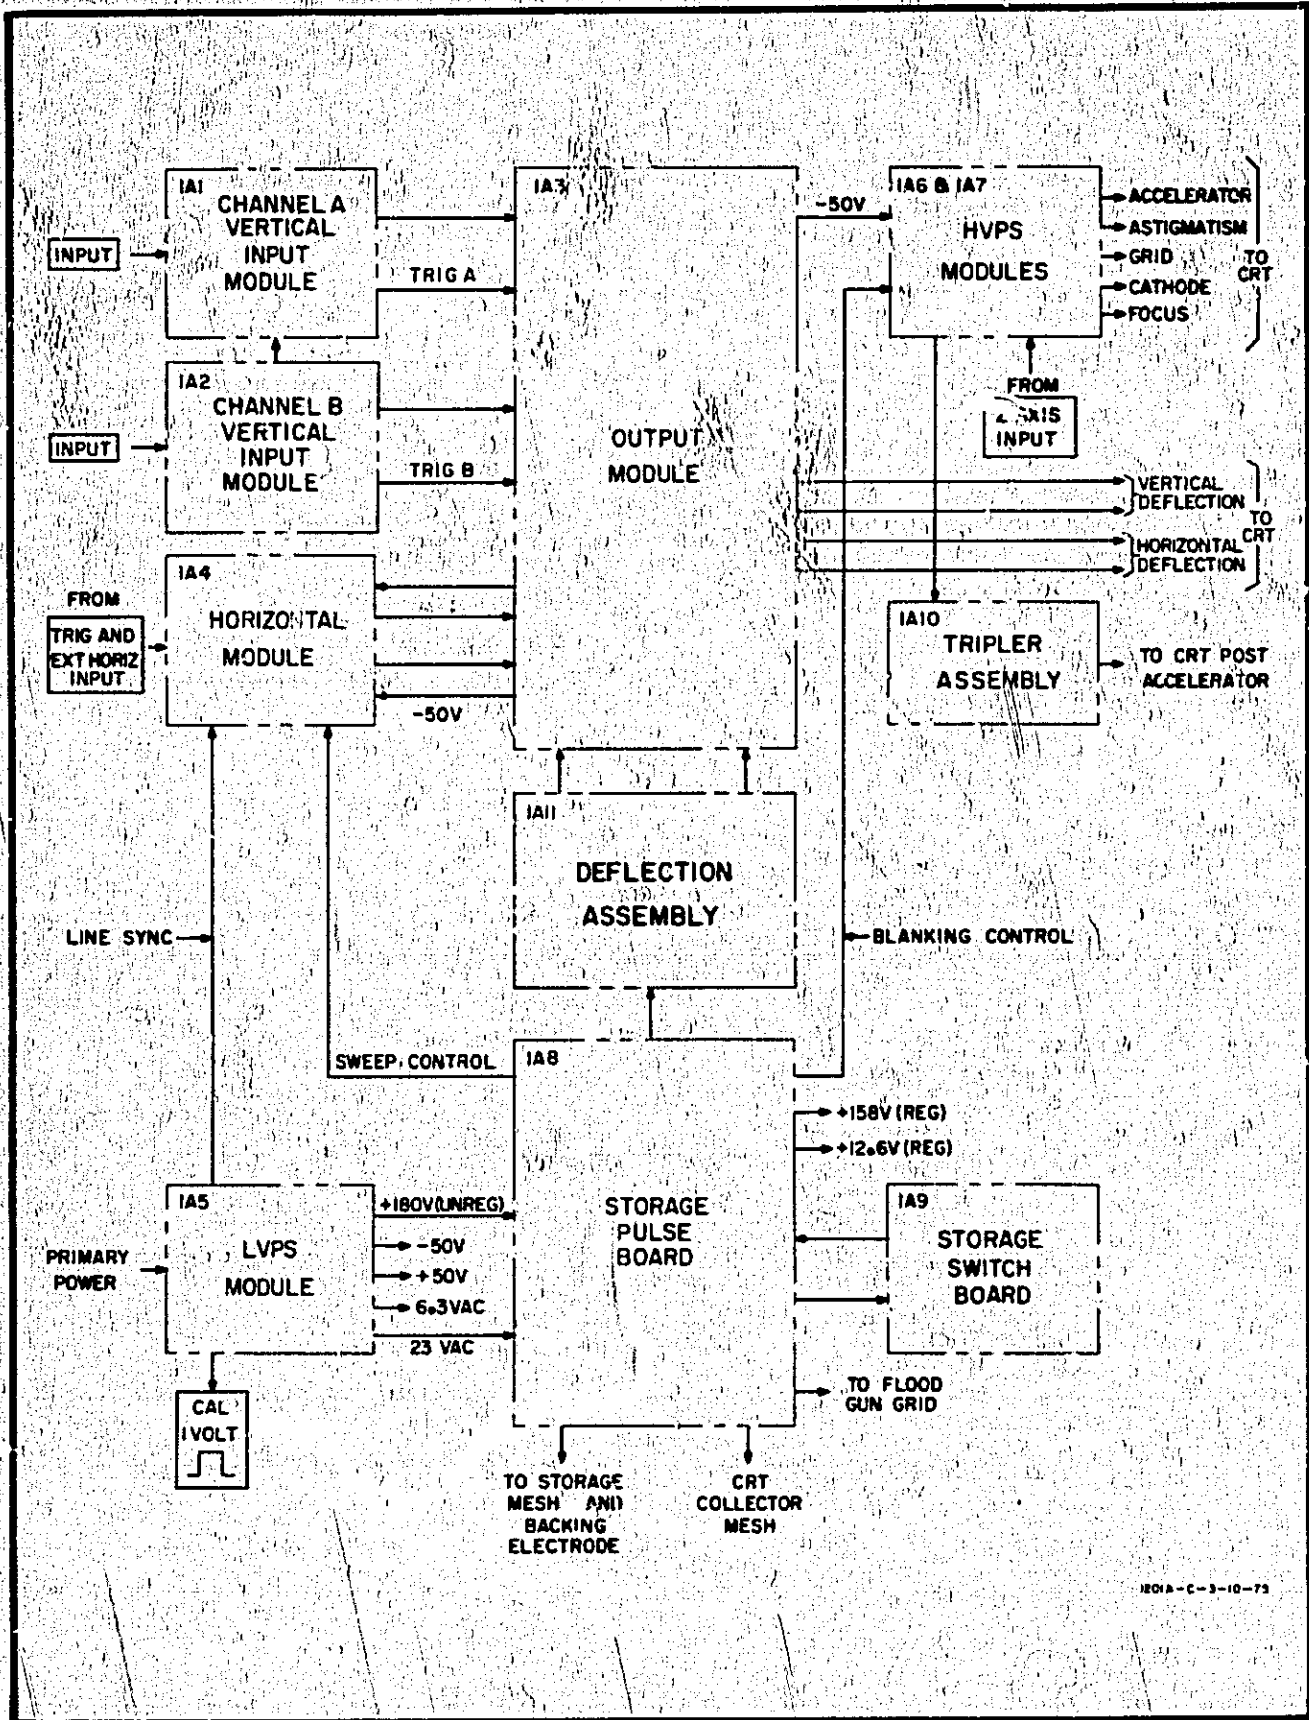 1A1
CHANNEL A
VERTICAL
INPUT
MODULE
INPUT
TRIG A
1A2
CHANNEL B
VERTICAL
INPUT
MODULE
INPUT
TRIG B
1A3
OUTPUT
MODULE
-50V
1A6 & 1A7
HVPS
MODULES
ACCELERATOR
ASTIGMATISM
GRID
CATHODE
FOCUS
TO
CRT
FROM
AXIS
INPUT
VERTICAL
DEFLECTION
HORIZONTAL
DEFLECTION
TO
CRT
1A4
HORIZONTAL
MODULE
FROM
TRIG AND
EXT HORIZ
INPUT
-50V
1A10
TRIPLER
ASSEMBLY
TO CRT POST
ACCELERATOR
1A11
DEFLECTION
ASSEMBLY
LINE SYNC
BLANKING CONTROL
SWEEP CONTROL
1A8
STORAGE
PULSE
BOARD
+158V (REG)
+12.6V (REG)
1A5
LVPS
MODULE
PRIMARY
POWER
+180V (UNREG)
-50V
+50V
6.3VAC
23 VAC
1A9
STORAGE
SWITCH
BOARD
TO FLOOD
GUN GRID
CAL
1 VOLT
TO STORAGE
MESH AND
BACKING
ELECTRODE
CRT
COLLECTOR
MESH
1201A-C-3-10-75